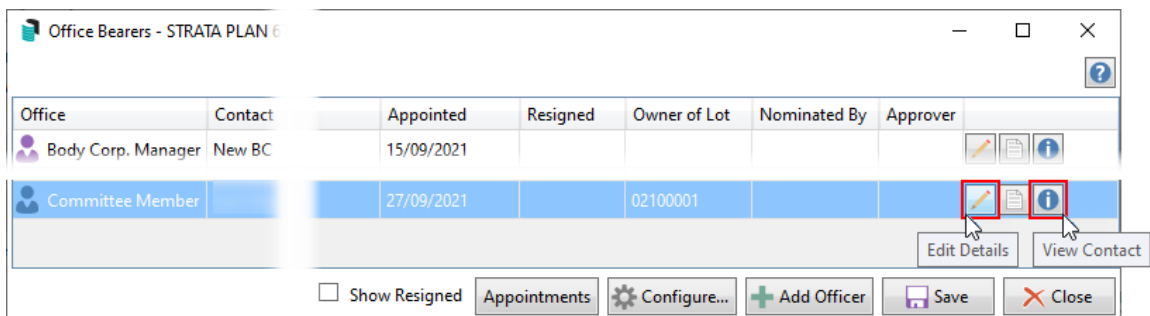 Office Bearers - STRATA PLAN 6
Office Contact Appointed Resigned Owner of Lot Nominated By Approver
Body Corp. Manager New BC 15/09/2021
Committee Member 27/09/2021 02100001
Edit Details View Contact
Show Resigned Appointments Configure... Add Officer Save Close